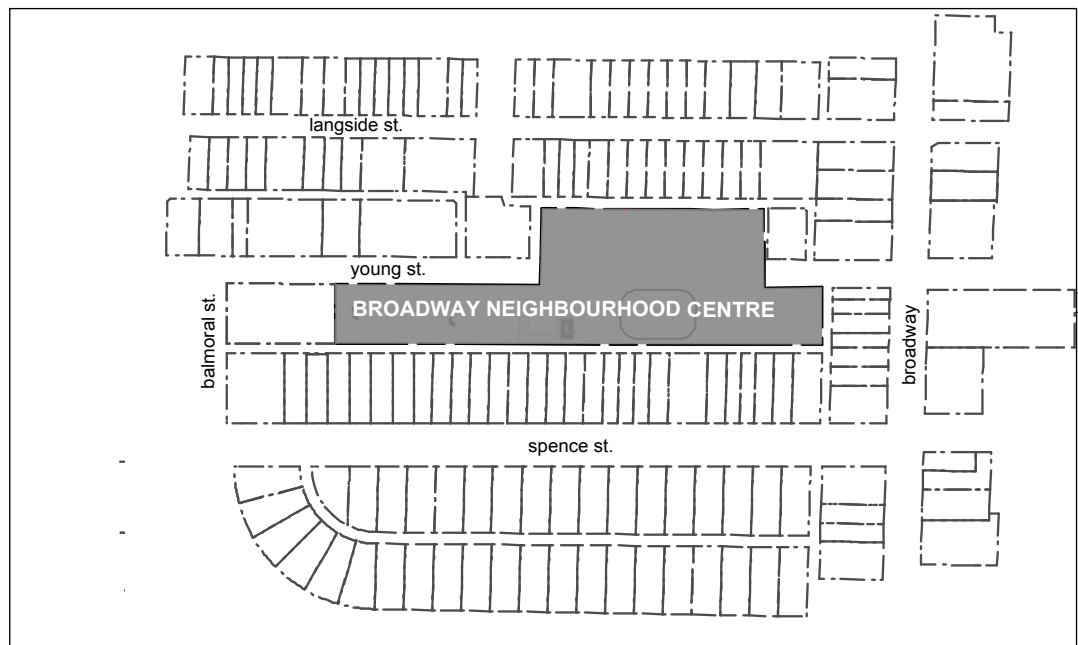 langside st.
young st.
BROADWAY NEIGHBOURHOOD CENTRE
balmoral st.
broadway
spence st.